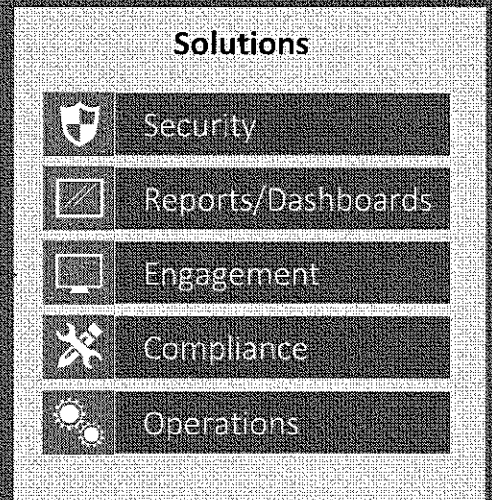 Solutions
Security
Reports/Dashboards
Engagement
Compliance
Operations